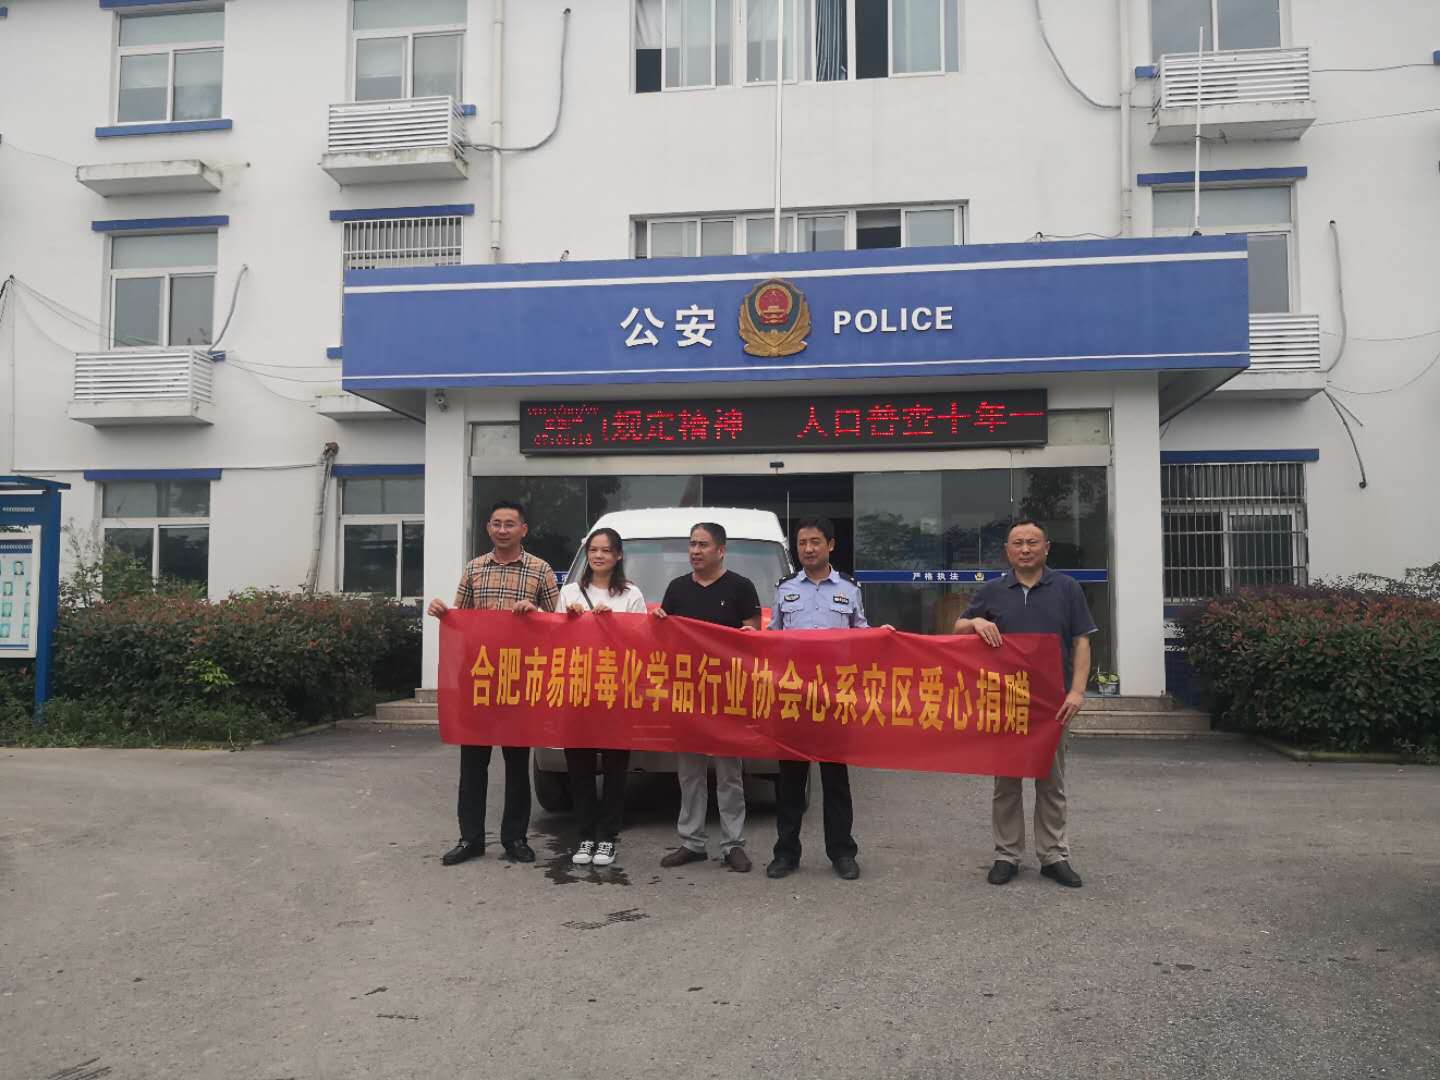 公安 POLICE
规定精神 人口普查十年一
严格执法
合肥市易制毒化学品行业协会心系灾区爱心捐赠